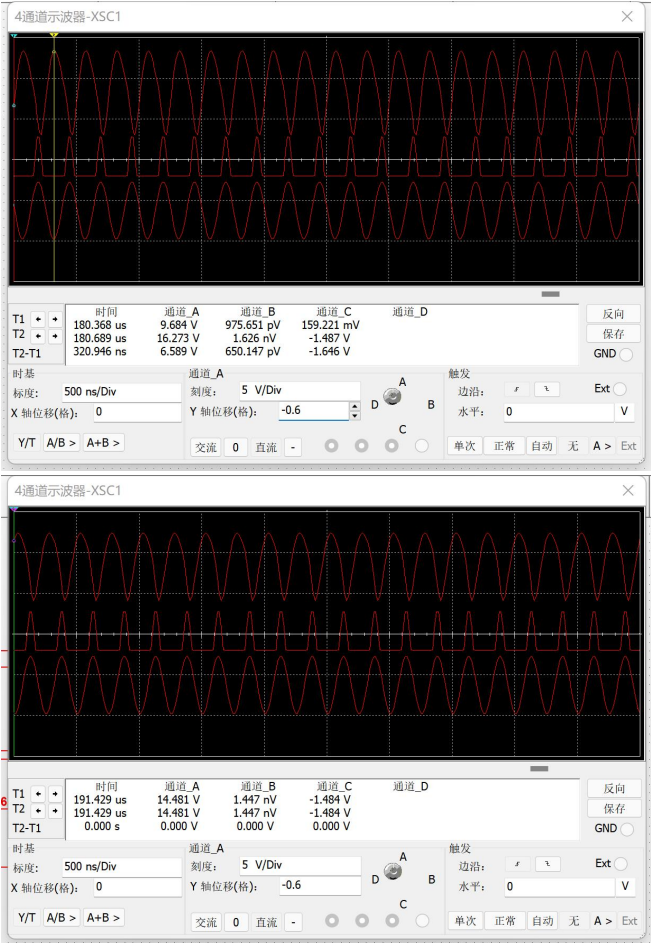 4通道示波器-XSC1
时间 通道_A 通道_B 通道_C 通道_D
T1 180.368 us 9.684 V 975.651 pV 159.221 mV
T2 180.689 us 16.273 V 1.626 nV -1.487 V
T2-T1 320.946 ns 6.589 V 650.147 pV -1.646 V
反向
保存
GND
时基 通道_A 触发
标度: 500 ns/Div 刻度: 5 V/Div A 边沿: Ext
X 轴位移(格): 0 Y 轴位移(格): -0.6 D B 水平: 0 V
C
Y/T A/B > A+B > 交流 0 直流 - 单次 正常 自动 无 A > Ext
4通道示波器-XSC1
时间 通道_A 通道_B 通道_C 通道_D
T1 191.429 us 14.481 V 1.447 nV -1.484 V
6 T2 191.429 us 14.481 V 1.447 nV -1.484 V
T2-T1 0.000 s 0.000 V 0.000 V 0.000 V
反向
保存
GND
时基 通道_A 触发
标度: 500 ns/Div 刻度: 5 V/Div A 边沿: Ext
X 轴位移(格): 0 Y 轴位移(格): -0.6 D B 水平: 0 V
C
Y/T A/B > A+B > 交流 0 直流 - 单次 正常 自动 无 A > Ext